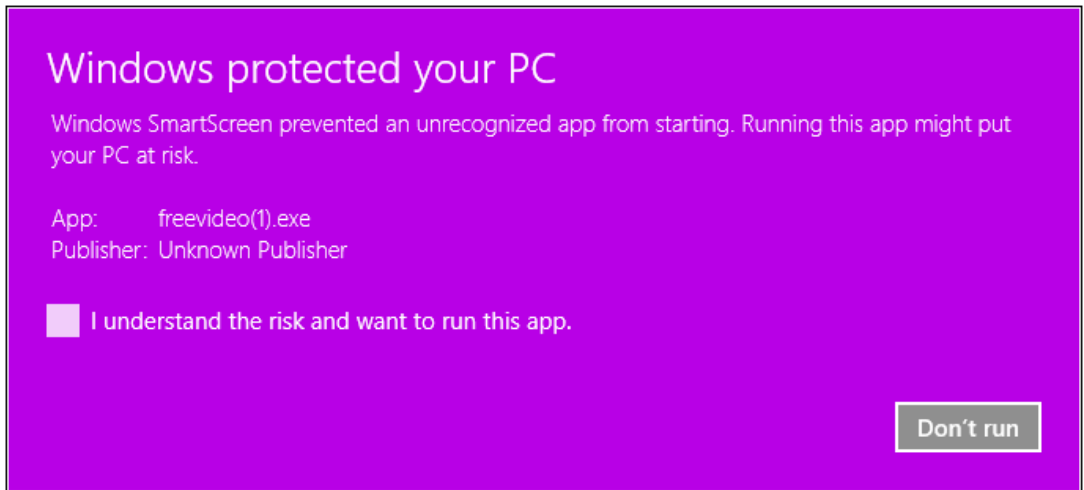 Windows protected your PC
Windows SmartScreen prevented an unrecognized app from starting. Running this app might put
your PC at risk.
App: freevideo(1).exe
Publisher: Unknown Publisher
I understand the risk and want to run this app.
Don't run